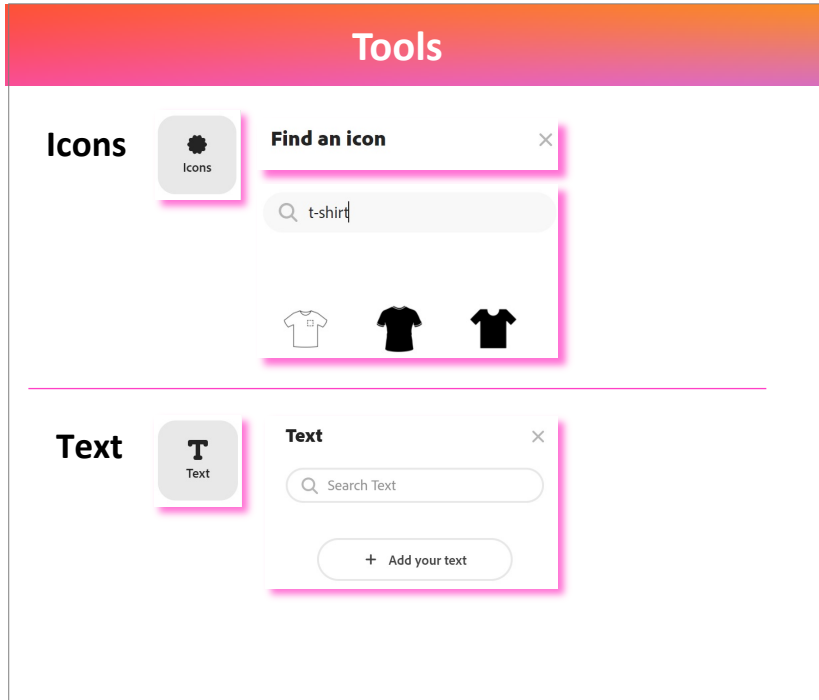 Tools
Icons
Icons
Find an icon
t-shirt
Text
Text
Text
Search Text
+ Add your text